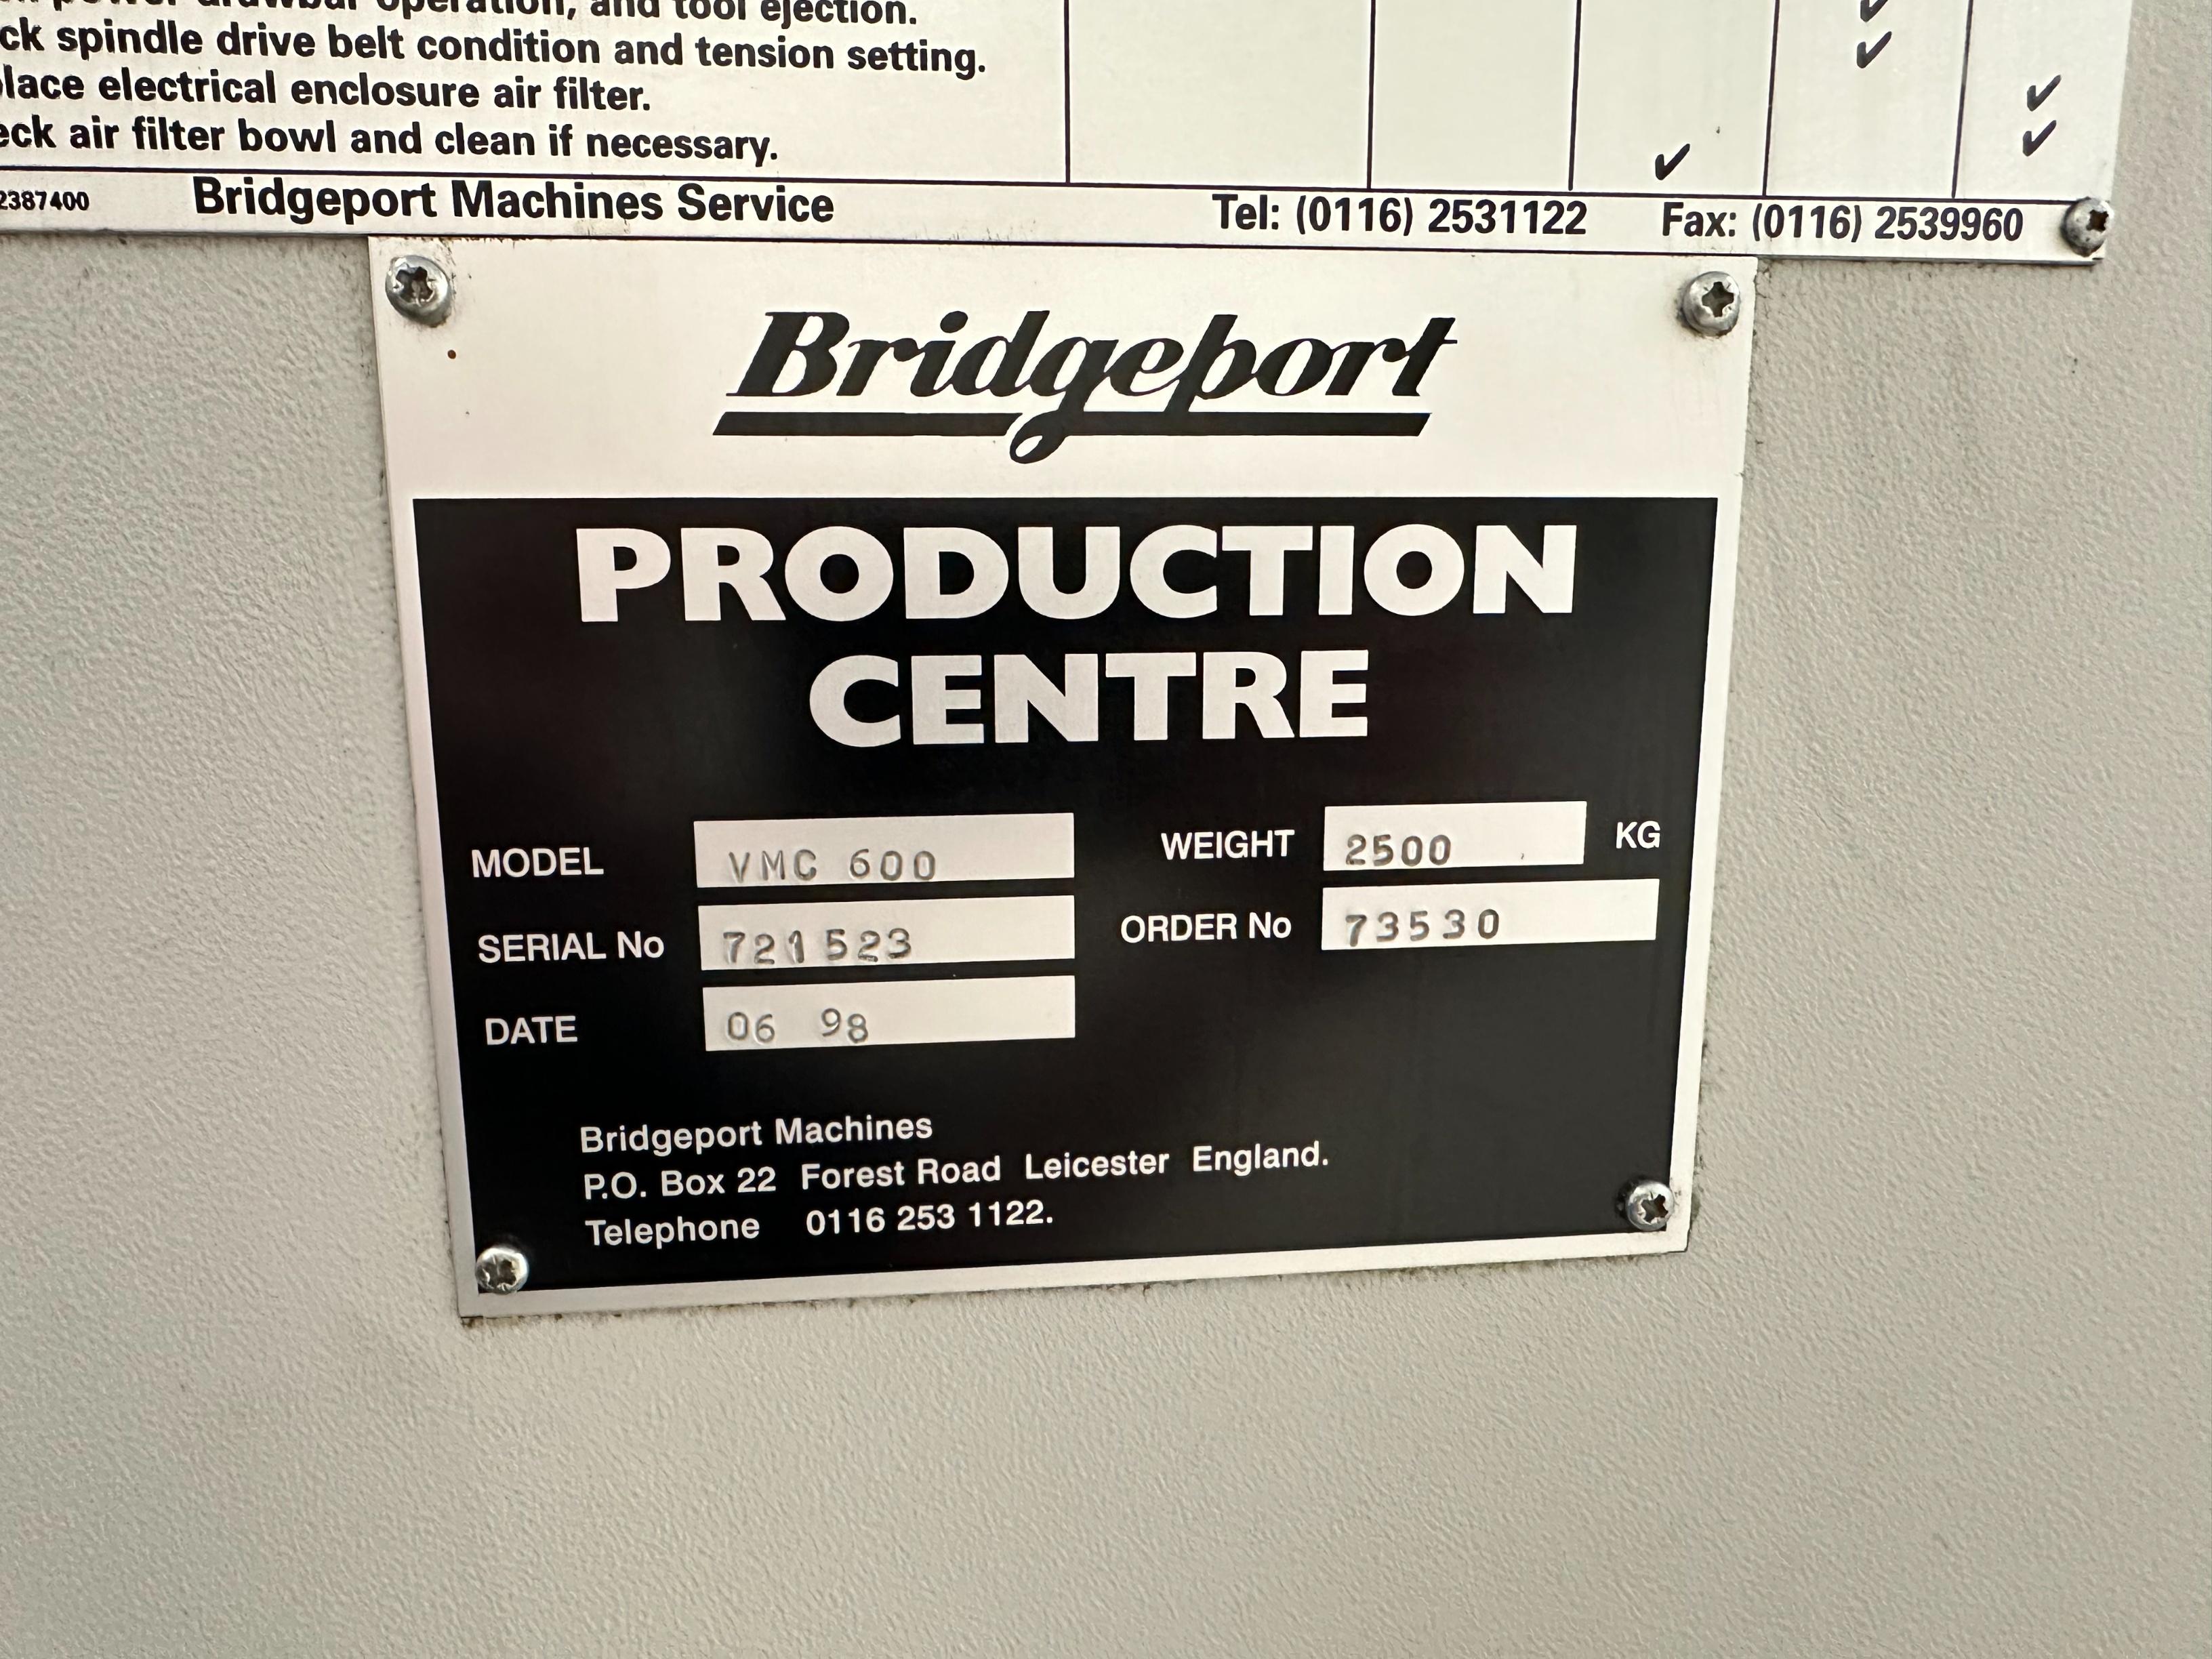 operation, and tool ejection.
ck spindle drive belt condition and tension setting.
lace electrical enclosure air filter.
eck air filter bowl and clean if necessary.
2387400 Bridgeport Machines Service Tel: (0116) 2531122 Fax: (0116) 2539960
Bridgeport
PRODUCTION
CENTRE
MODEL VMC 600 WEIGHT 2500 KG
SERIAL No 721523 ORDER No 73530
DATE 06 98
Bridgeport Machines
P.O. Box 22 Forest Road Leicester England.
Telephone 0116 253 1122.